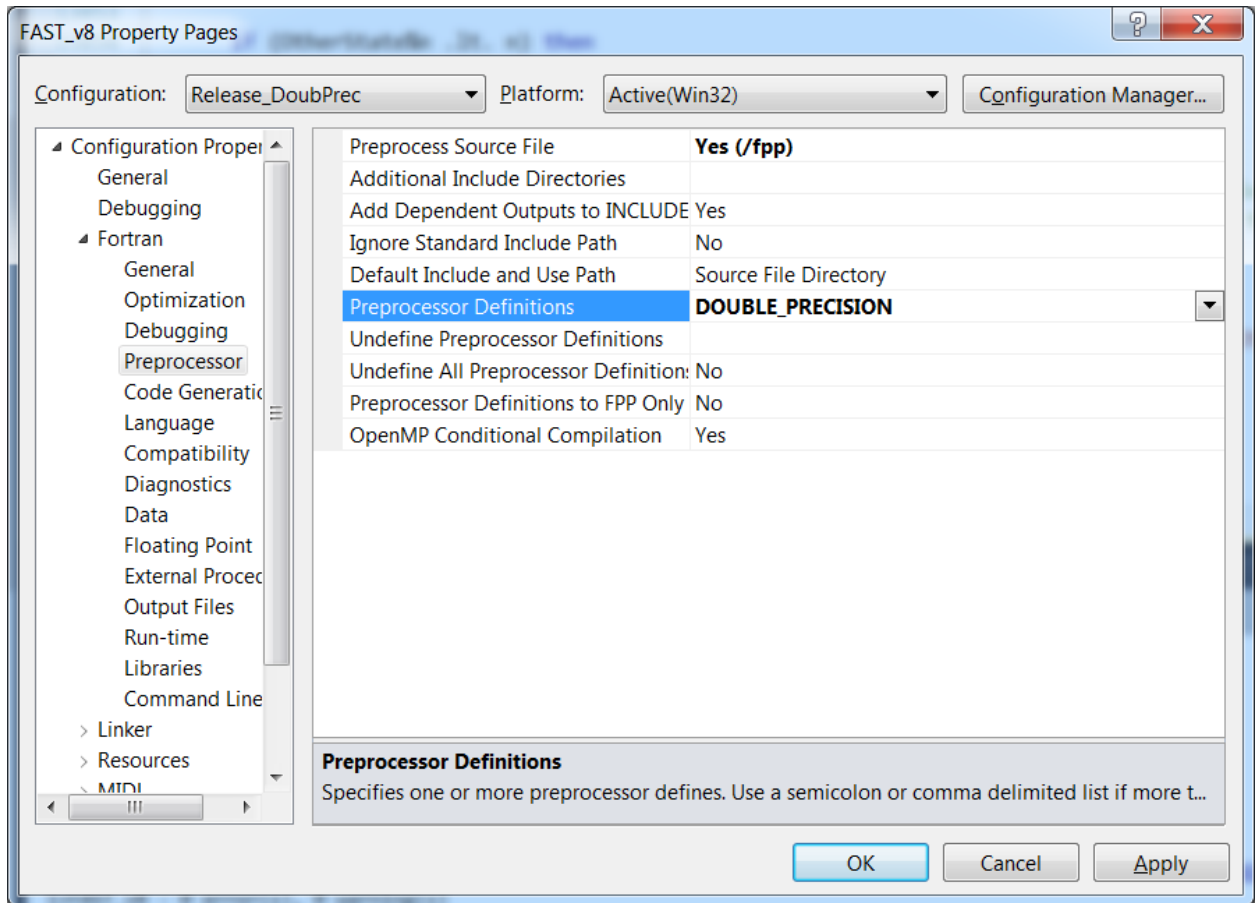 FAST_v8 Property Pages
Configuration: Release_DoubPrec Platform: Active(Win32) Configuration Manager...
Configuration Proper
General
Debugging
Fortran
General
Optimization
Debugging
Preprocessor
Code Generatio
Language
Compatibility
Diagnostics
Data
Floating Point
External Proced
Output Files
Run-time
Libraries
Command Line
Linker
Resources
MIDL
Preprocess Source File Yes (/fpp)
Additional Include Directories
Add Dependent Outputs to INCLUDE Yes
Ignore Standard Include Path No
Default Include and Use Path Source File Directory
Preprocessor Definitions DOUBLE_PRECISION
Undefine Preprocessor Definitions
Undefine All Preprocessor Definitions No
Preprocessor Definitions to FPP Only No
OpenMP Conditional Compilation Yes
Preprocessor Definitions
Specifies one or more preprocessor defines. Use a semicolon or comma delimited list if more t...
OK Cancel Apply